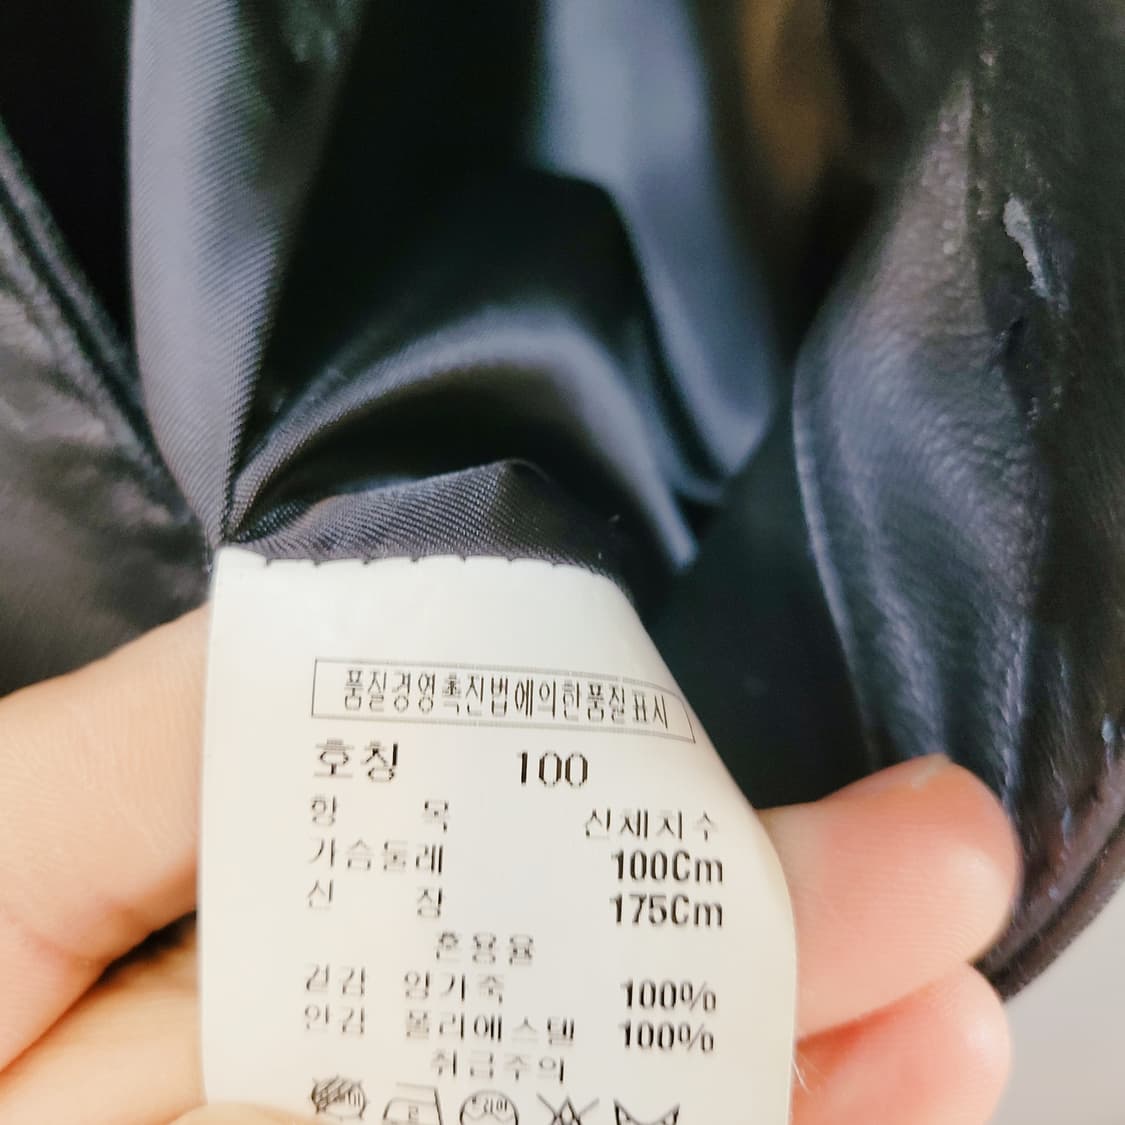 품질경영촉진법에의한품질표시
호칭 100
항 목 신체치수
가슴둘레 100Cm
신 장 175Cm
혼용율
겉감 양가죽 100%
안감 폴리에스텔 100%
취급주의